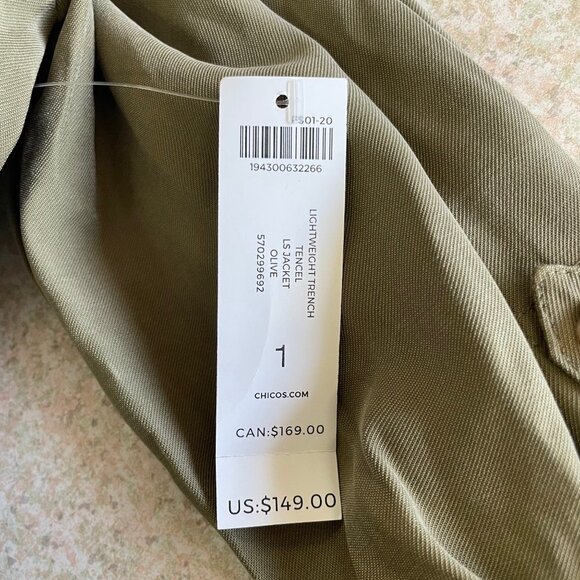 FS01-20
194300632266
LIGHTWEIGHT TRENCH
TENCEL
LS JACKET
OLIVE
570299692
1
CHICOS.COM
CAN:$169.00
US:$149.00